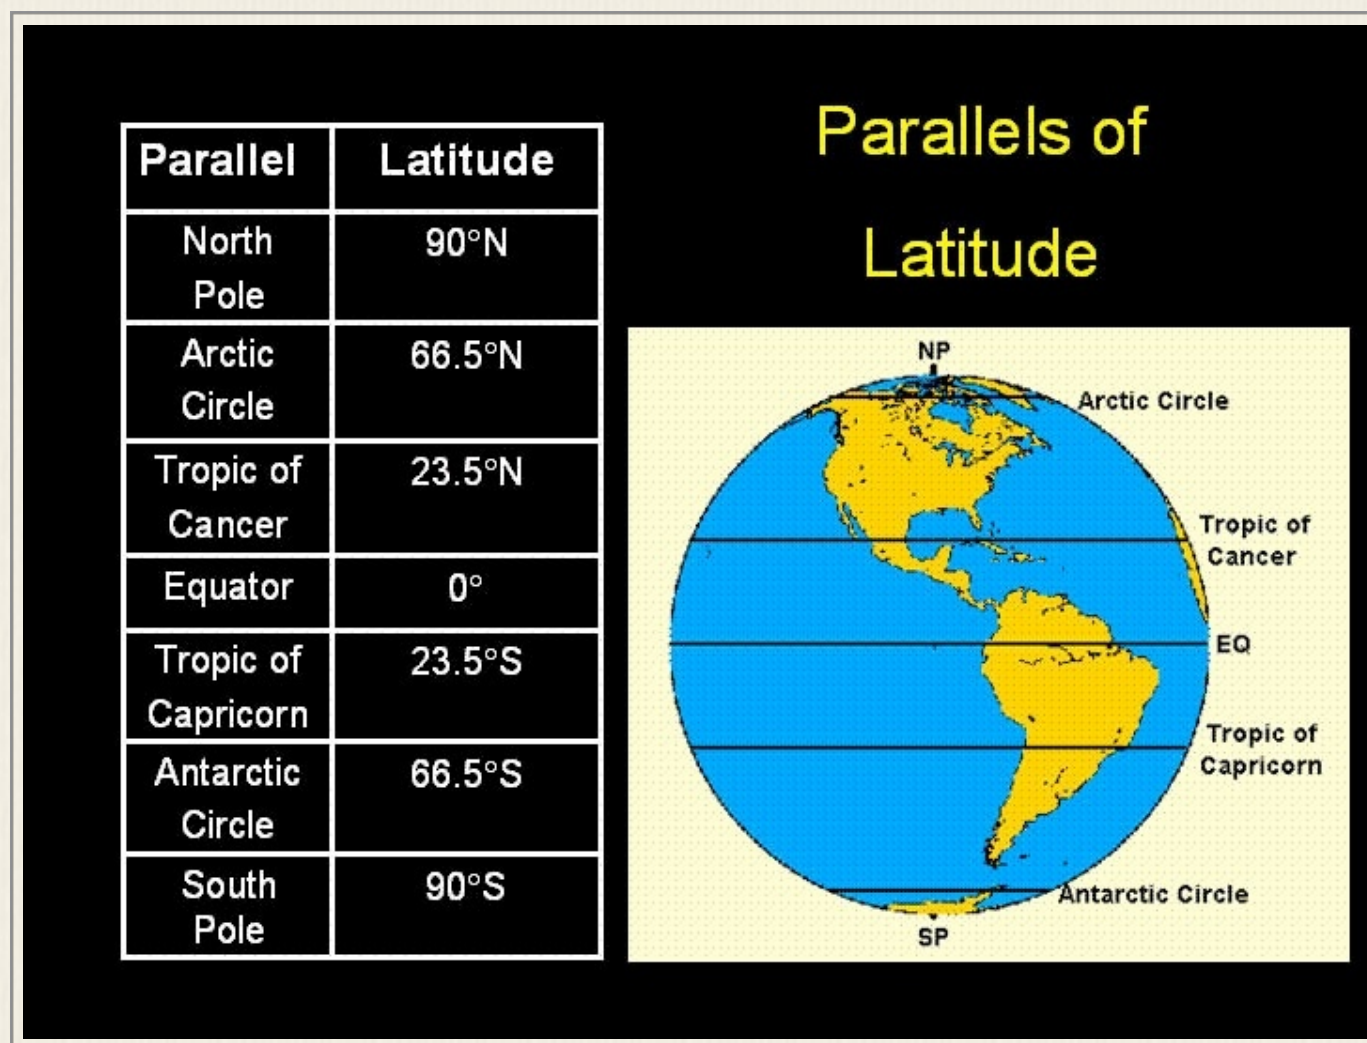 Parallels of
Latitude
Parallel Latitude
North 90°N
Pole
Arctic 66.5°N
Circle
Tropic of 23.5°N
Cancer
Equator 0°
Tropic of 23.5°S
Capricorn
Antarctic 66.5°S
Circle
South 90°S
Pole
NP
Arctic Circle
Tropic of
Cancer
EQ
Tropic of
Capricorn
Antarctic Circle
SP